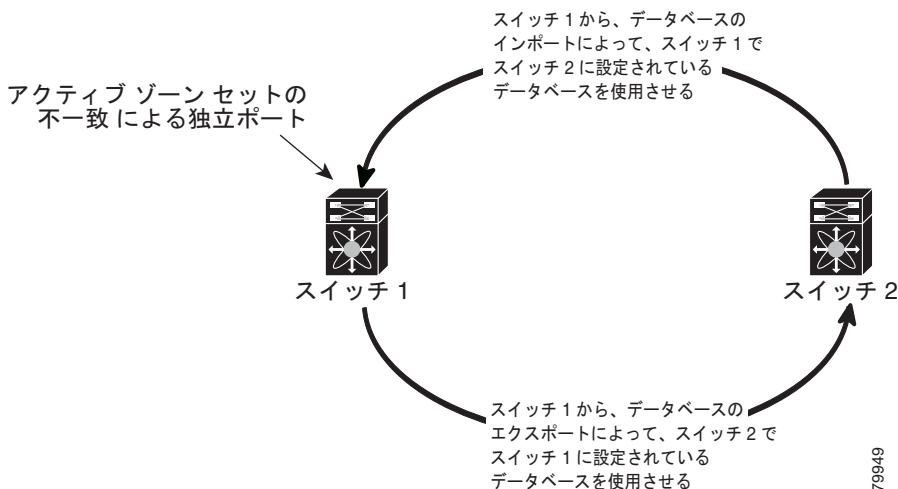 スイッチ 1 から、データベースの
インポートによって、スイッチ 1 で
スイッチ 2 に設定されている
データベースを使用させる
アクティブ ゾーン セットの
不一致 による独立ポート
スイッチ 1
スイッチ 2
スイッチ 1 から、データベースの
エクスポートによって、スイッチ 2 で
スイッチ 1 に設定されている
データベースを使用させる
79949